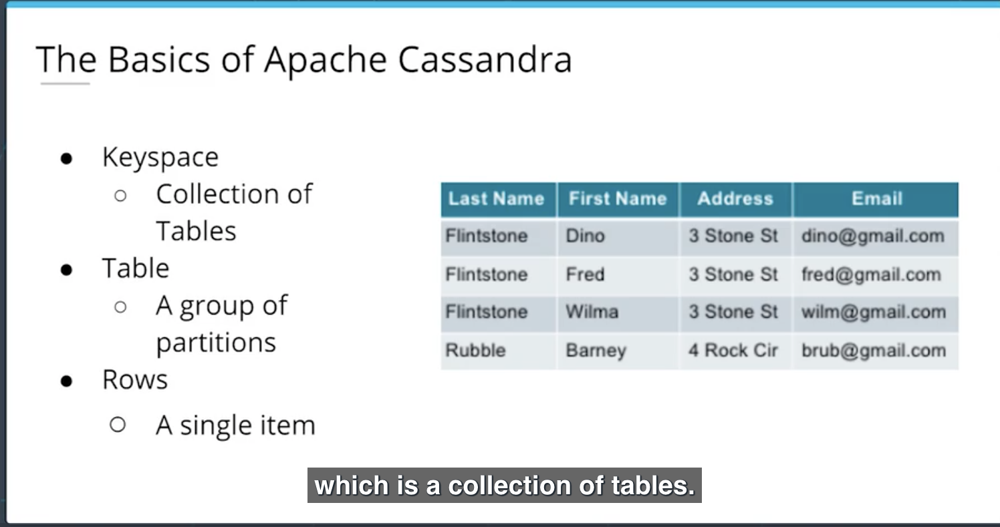 The Basics of Apache Cassandra
● Keyspace
○ Collection of
Tables
● Table
○ A group of
partitions
● Rows
○ A single item
Last Name First Name Address Email
Flintstone Dino 3 Stone St dino@gmail.com
Flintstone Fred 3 Stone St fred@gmail.com
Flintstone Wilma 3 Stone St wilm@gmail.com
Rubble Barney 4 Rock Cir brub@gmail.com
which is a collection of tables.